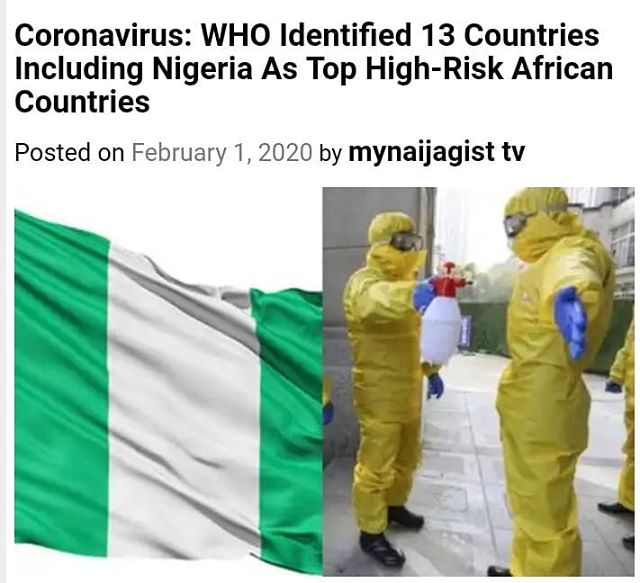 Coronavirus: WHO Identified 13 Countries
Including Nigeria As Top High-Risk African
Countries
Posted on February 1, 2020 by mynaijagist tv